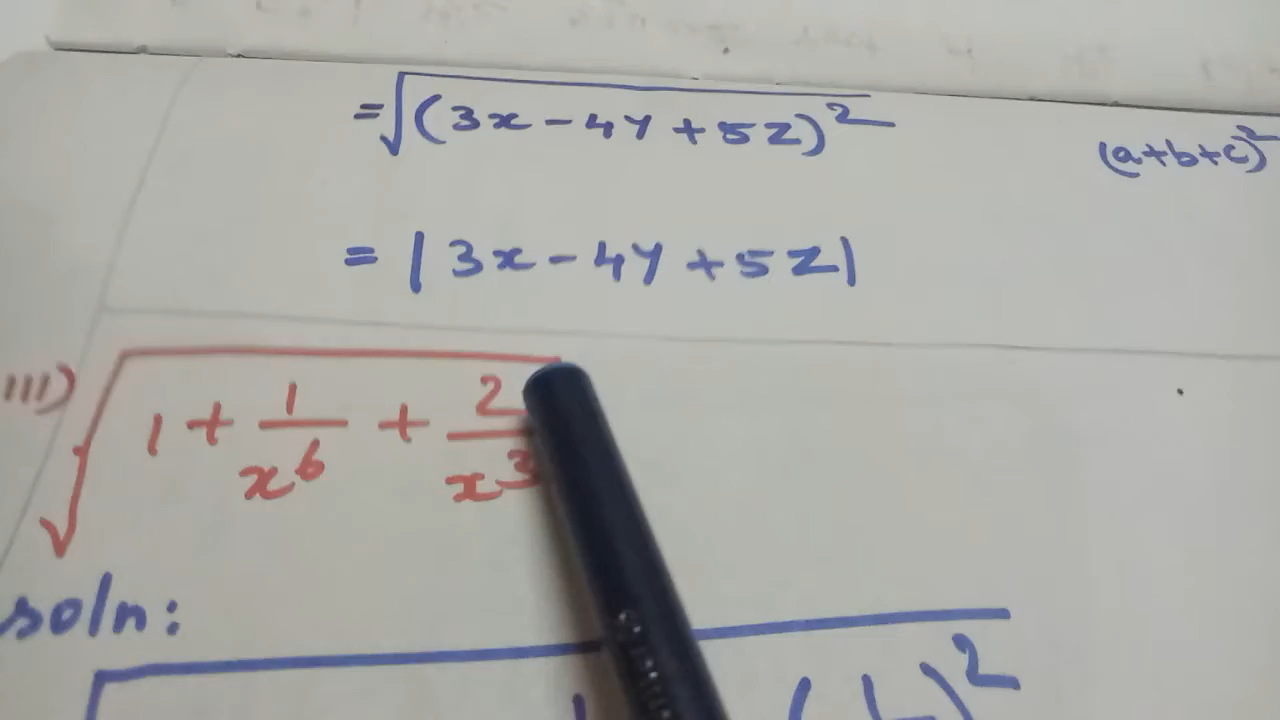 = √(3x - 4y + 5z)²
(a+b+c)²
= |3x - 4y + 5z|
iii) √1 + 1/x⁶ + 2/x³
soln: